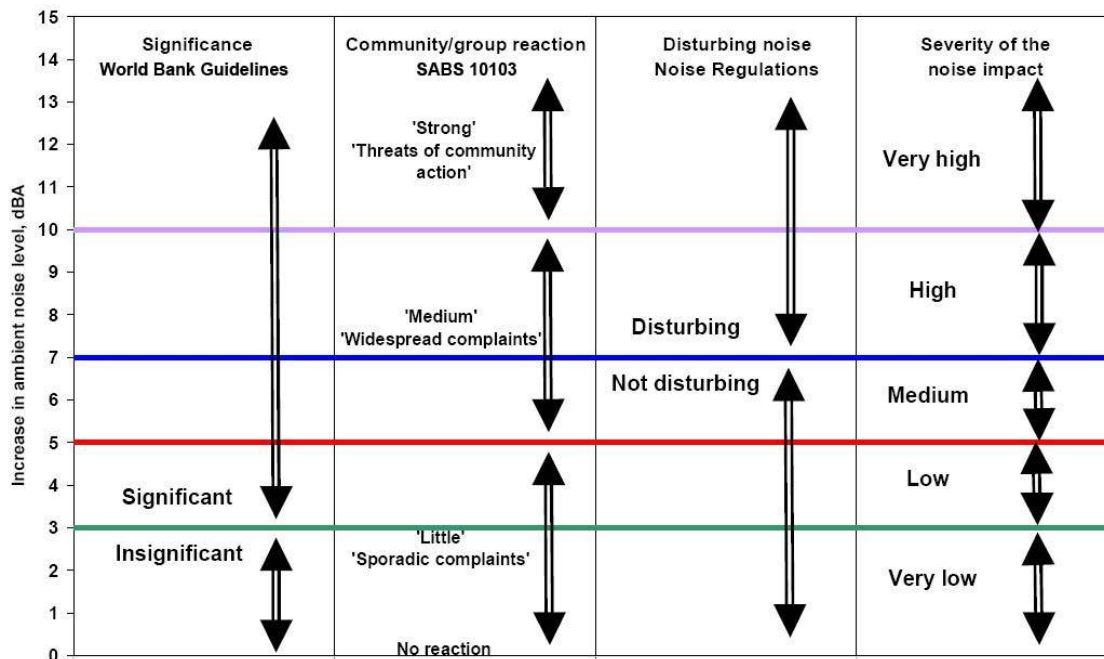 Increase in ambient noise level, dBA
15
14
13
12
11
10
9
8
7
6
5
4
3
2
1
0
Significance
World Bank Guidelines
Significant
Insignificant
Community/group reaction
SABS 10103
'Strong'
'Threats of community
action'
'Medium'
'Widespread complaints'
'Little'
'Sporadic complaints'
No reaction
Disturbing noise
Noise Regulations
Disturbing
Not disturbing
Severity of the
noise impact
Very high
High
Medium
Low
Very low